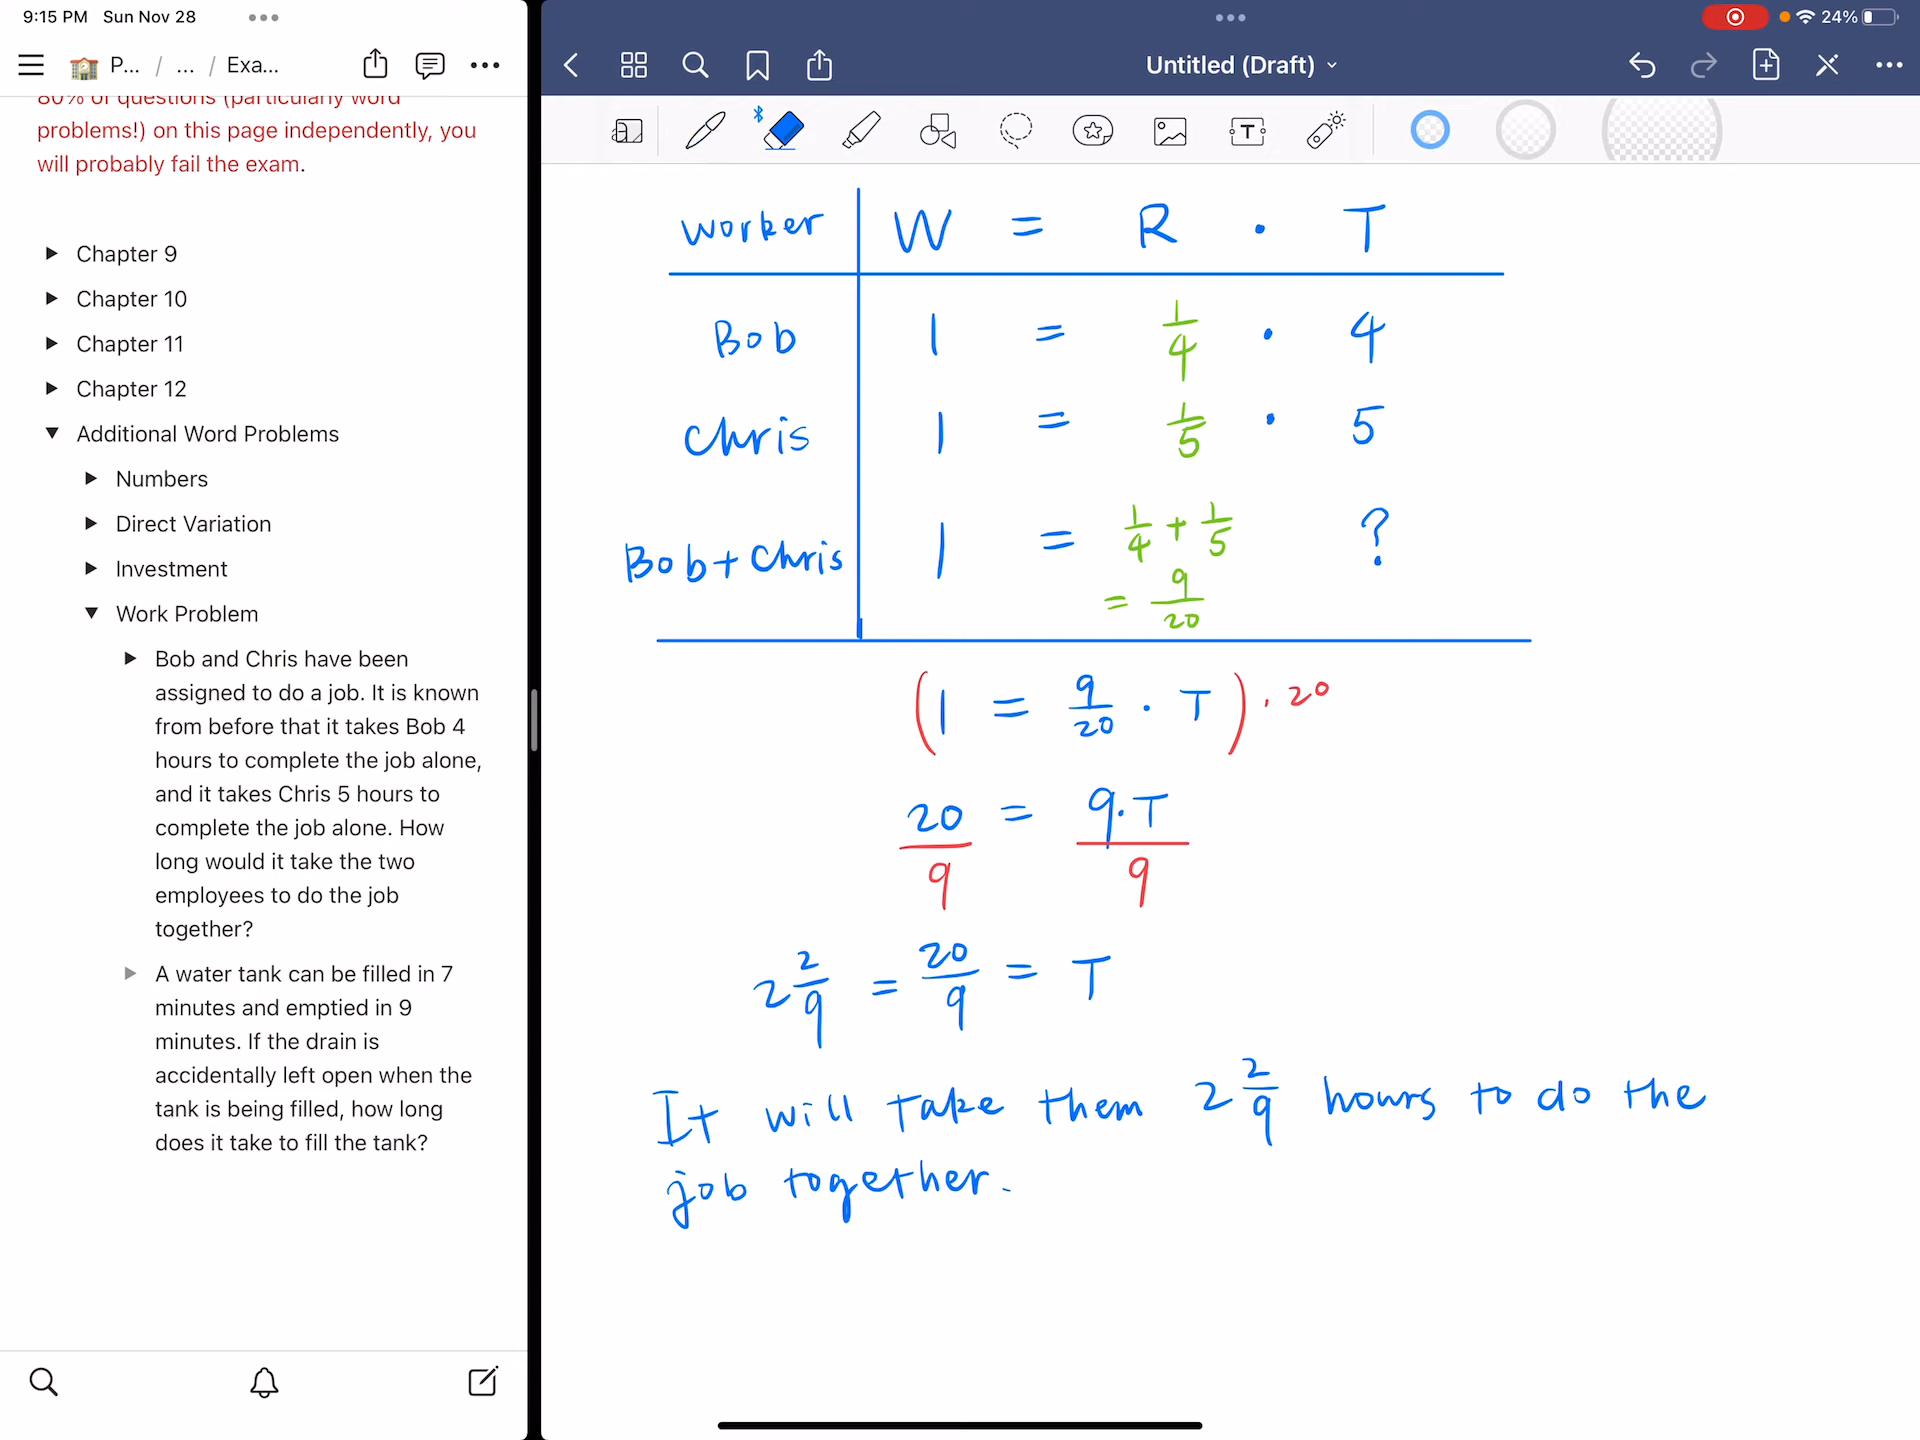 9:15 PM Sun Nov 28
P... / ... / Exa...
80% of questions (particularly word
problems!) on this page independently, you
will probably fail the exam.
Chapter 9
Chapter 10
Chapter 11
Chapter 12
Additional Word Problems
Numbers
Direct Variation
Investment
Work Problem
Bob and Chris have been
assigned to do a job. It is known
from before that it takes Bob 4
hours to complete the job alone,
and it takes Chris 5 hours to
complete the job alone. How
long would it take the two
employees to do the job
together?
A water tank can be filled in 7
minutes and emptied in 9
minutes. If the drain is
accidentally left open when the
tank is being filled, how long
does it take to fill the tank?
24%
Untitled (Draft)
worker W = R · T
Bob 1 = 1/4 · 4
Chris 1 = 1/5 · 5
Bob + Chris 1 = 1/4 + 1/5 ?
= 9/20
(1 = 9/20 · T) · 20
20/9 = 9·T/9
2 2/9 = 20/9 = T
It will take them 2 2/9 hours to do the
job together.